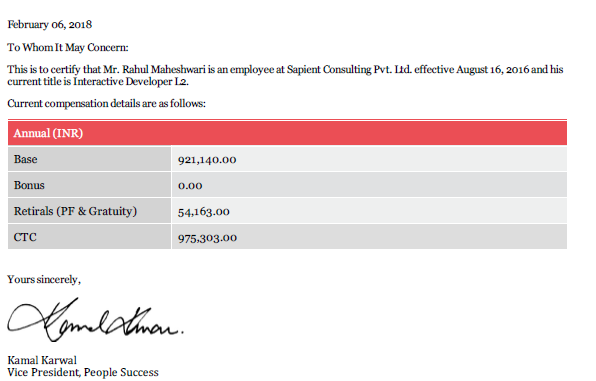 February 06, 2018
To Whom It May Concern:
This is to certify that Mr. Rahul Maheshwari is an employee at Sapient Consulting Pvt. Ltd. effective August 16, 2016 and his
current title is Interactive Developer L2.
Current compensation details are as follows:
Annual (INR)
Base 921,140.00
Bonus 0.00
Retirals (PF & Gratuity) 54,163.00
CTC 975,303.00
Yours sincerely,
Kamal Karwal
Vice President, People Success